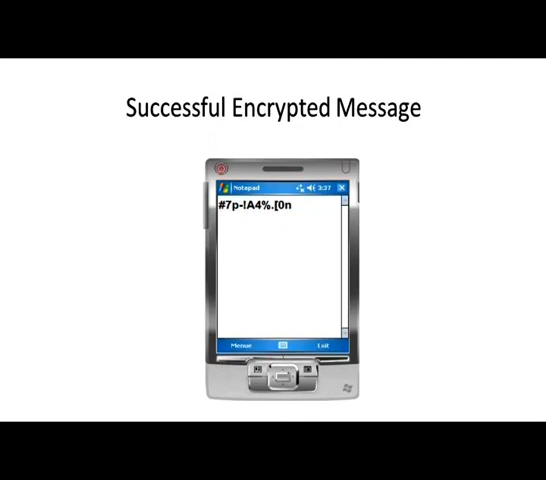 Successful Encrypted Message
Notepad 3:37
#7p-!A4%.[0n
Menue Exit